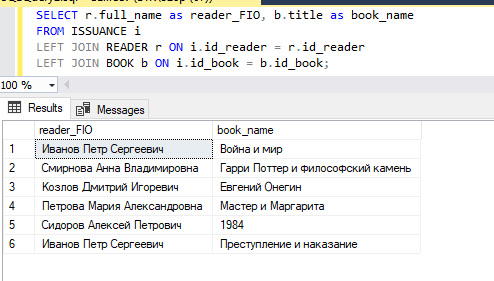 SELECT r.full_name as reader_FIO, b.title as book_name
FROM ISSUANCE i
LEFT JOIN READER r ON i.id_reader = r.id_reader
LEFT JOIN BOOK b ON i.id_book = b.id_book;
100 %
Results Messages
reader_FIO book_name
1 Иванов Петр Сергеевич Война и мир
2 Смирнова Анна Владимировна Гарри Поттер и философский камень
3 Козлов Дмитрий Игоревич Евгений Онегин
4 Петрова Мария Александровна Мастер и Маргарита
5 Сидоров Алексей Петрович 1984
6 Иванов Петр Сергеевич Преступление и наказание